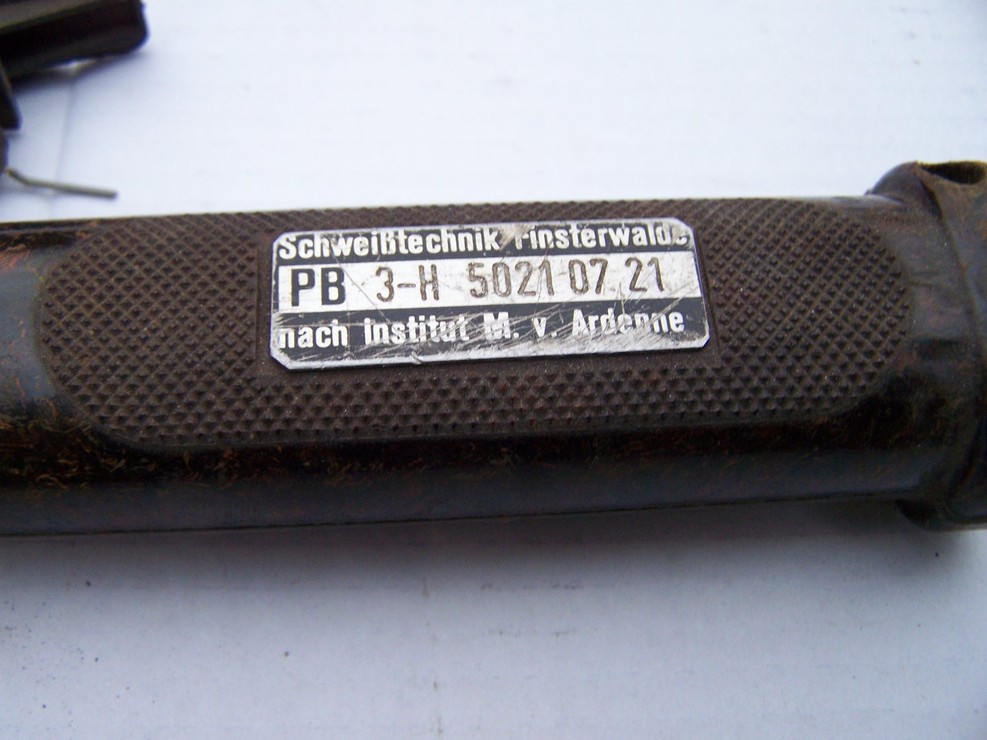 Schweißtechnik Finsterwalde
PB 3-H 5021 07 21
nach Institut M. v. Ardenne